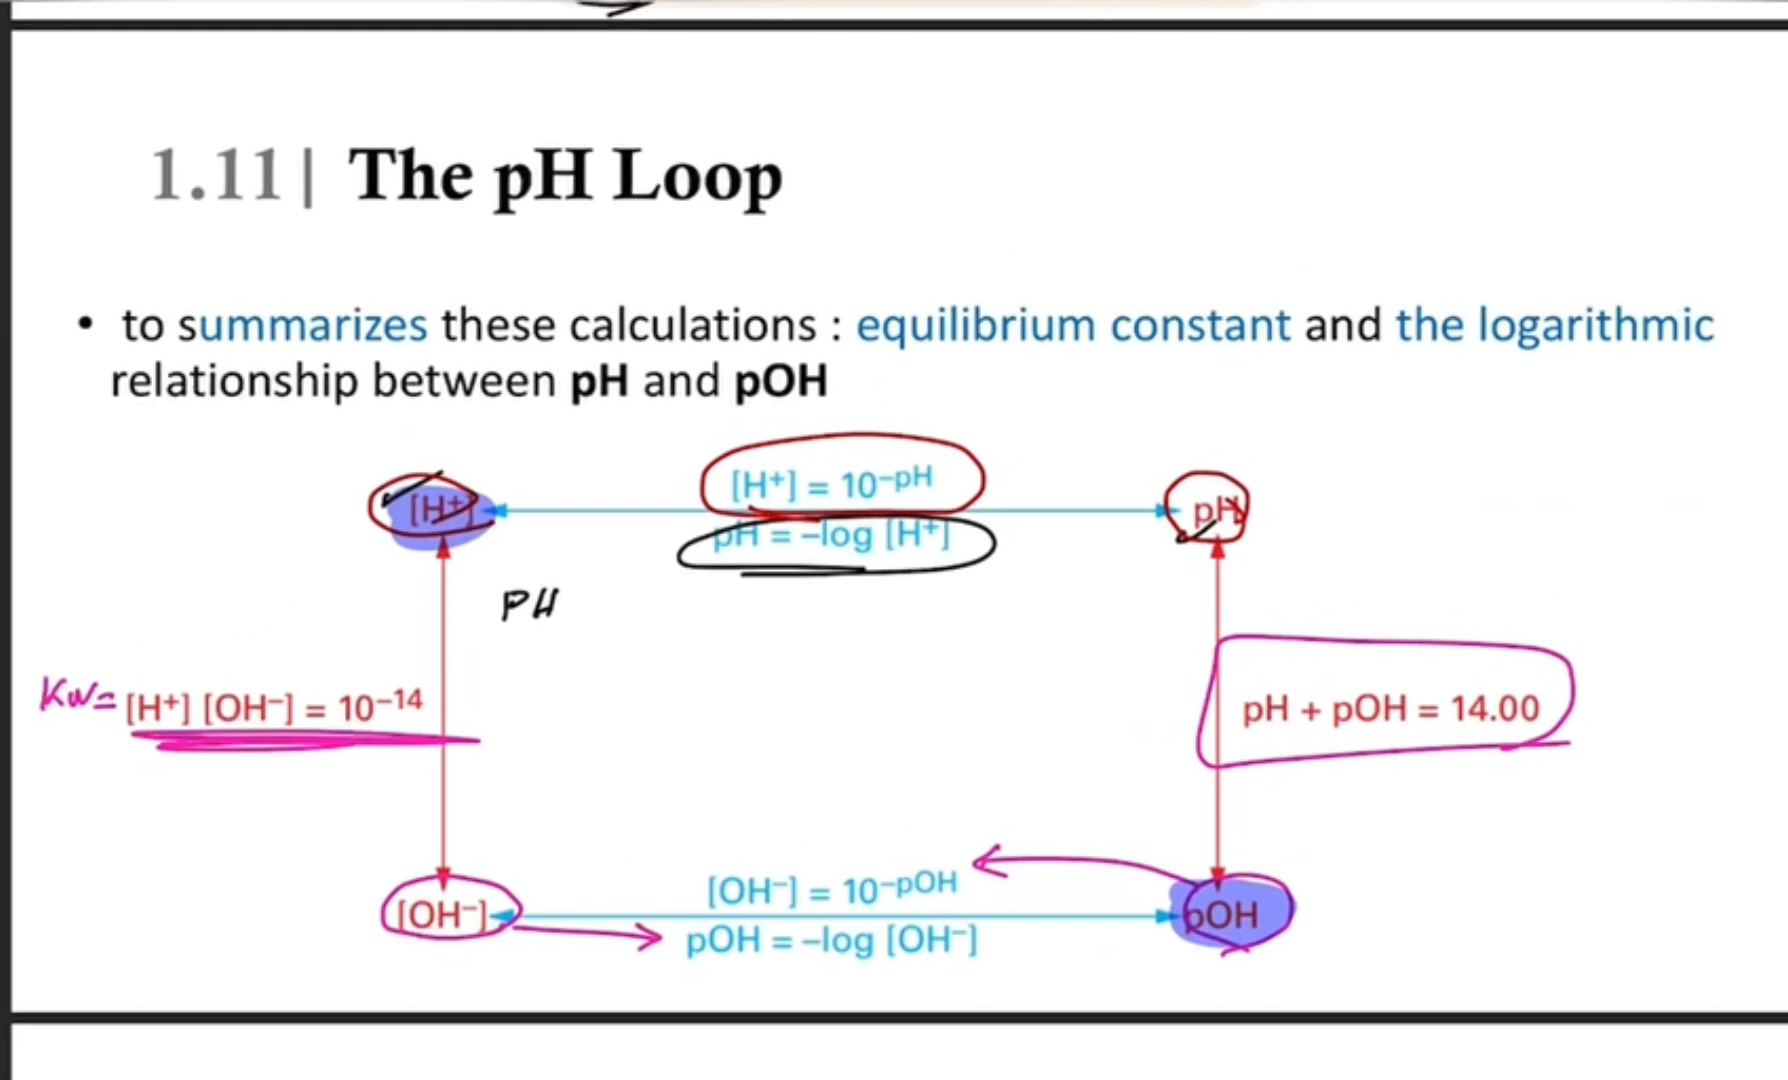 1.11| The pH Loop
• to summarizes these calculations : equilibrium constant and the logarithmic
relationship between pH and pOH
[H⁺] = 10⁻ᵖᴴ
[H⁺]
pH
pH = –log [H⁺]
PH
Kw= [H⁺] [OH⁻] = 10⁻¹⁴
pH + pOH = 14.00
[OH⁻] = 10⁻ᵖᴼᴴ
[OH⁻]
pOH
pOH = –log [OH⁻]